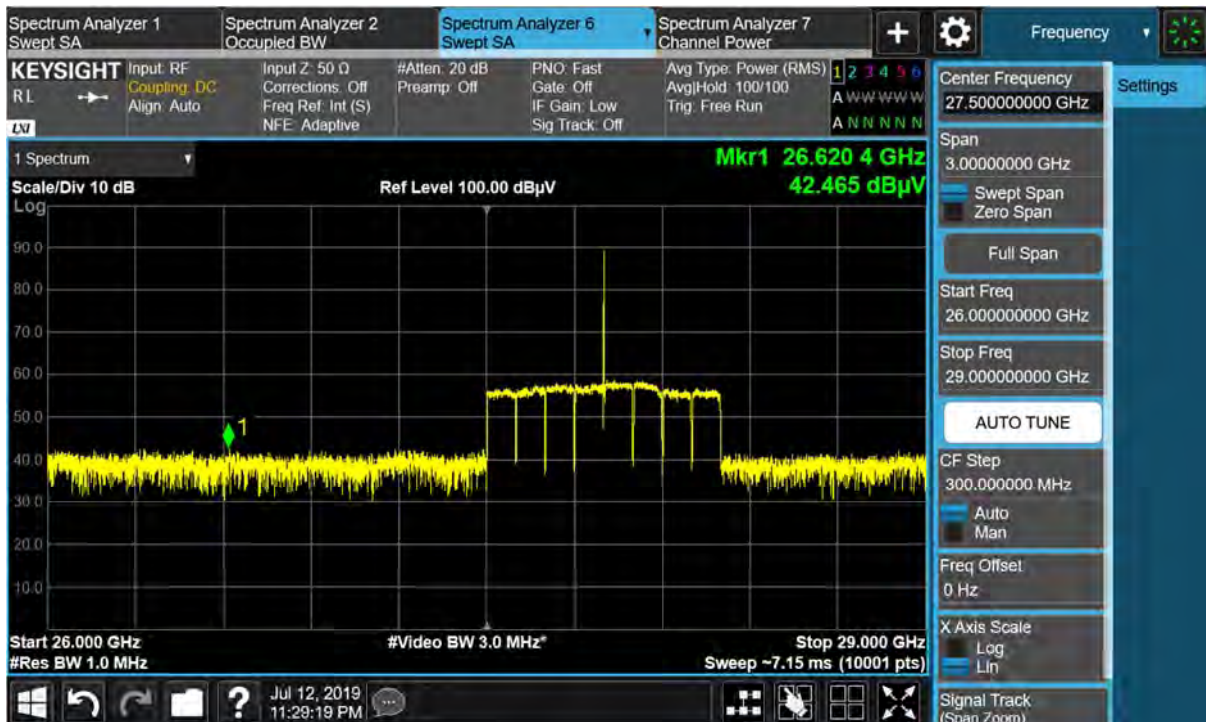 Spectrum Analyzer 1
Swept SA
Spectrum Analyzer 2
Occupied BW
Spectrum Analyzer 6
Swept SA
Spectrum Analyzer 7
Channel Power
+
Frequency
KEYSIGHT
RL
LXI
Input: RF
Coupling: DC
Align: Auto
Input Z: 50 Ω
Corrections: Off
Freq Ref: Int (S)
NFE: Adaptive
#Atten: 20 dB
Preamp: Off
PNO: Fast
Gate: Off
IF Gain: Low
Sig Track: Off
Avg Type: Power (RMS)
Avg|Hold: 100/100
Trig: Free Run
1 2 3 4 5 6
A W W W W W
A N N N N N
1 Spectrum
Scale/Div 10 dB
Log
Ref Level 100.00 dBµV
Mkr1 26.620 4 GHz
42.465 dBµV
90.0
80.0
70.0
60.0
50.0
40.0
30.0
20.0
10.0
1
Start 26.000 GHz
#Res BW 1.0 MHz
#Video BW 3.0 MHz*
Stop 29.000 GHz
Sweep ~7.15 ms (10001 pts)
Center Frequency
27.500000000 GHz
Settings
Span
3.00000000 GHz
Swept Span
Zero Span
Full Span
Start Freq
26.000000000 GHz
Stop Freq
29.000000000 GHz
AUTO TUNE
CF Step
300.000000 MHz
Auto
Man
Freq Offset
0 Hz
X Axis Scale
Log
Lin
Signal Track
(Span Zoom)
?
Jul 12, 2019
11:29:19 PM